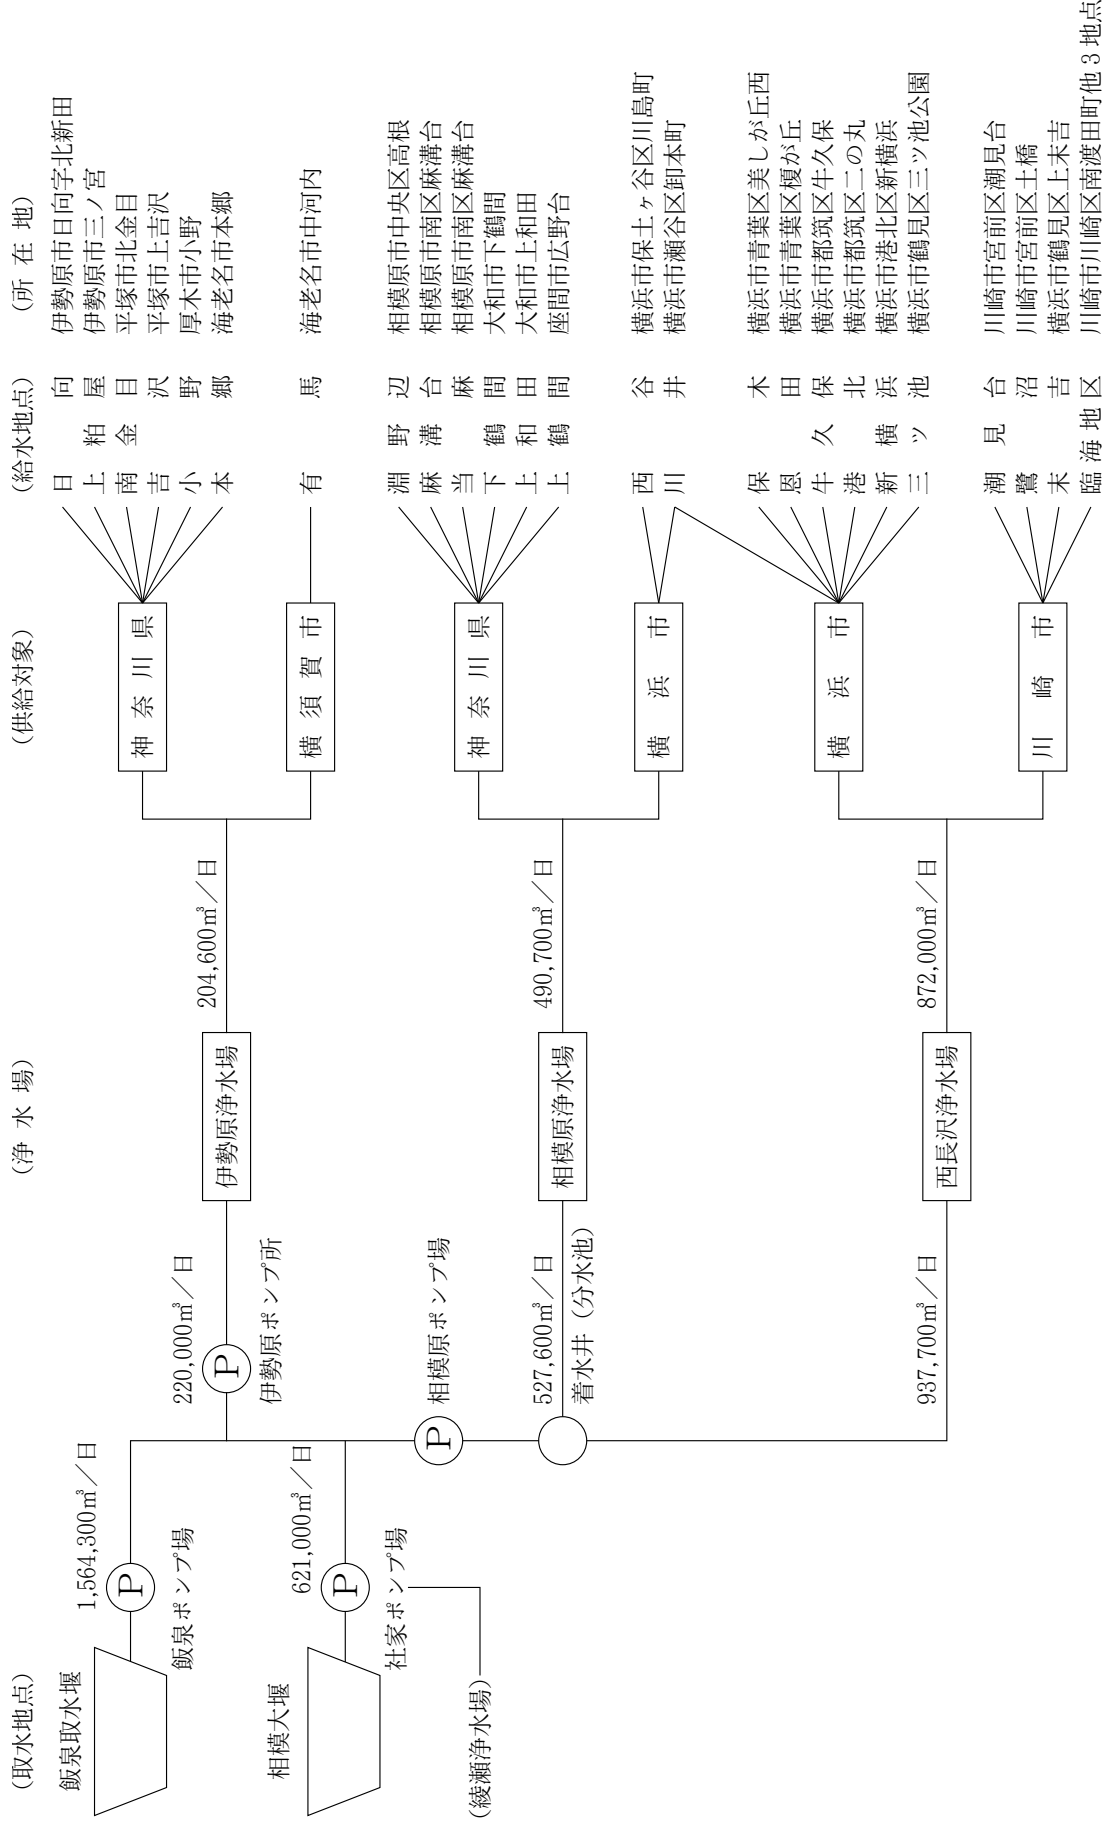 (取水地点)
(浄 水 場)
(供給対象)
(給水地点)
(所 在 地)
飯泉取水堰
1,564,300㎥／日
P
飯泉ポンプ場
相模大堰
621,000㎥／日
P
社家ポンプ場
(綾瀬浄水場)
220,000㎥／日
P
伊勢原ポンプ所
伊勢原浄水場
204,600㎥／日
P
相模原ポンプ場
527,600㎥／日
着水井（分水池）
相模原浄水場
490,700㎥／日
937,700㎥／日
西長沢浄水場
872,000㎥／日
神奈川県
日向 伊勢原市日向字北新田
上粕屋 伊勢原市三ノ宮
南金目 平塚市北金目
吉沢 平塚市上吉沢
小野 厚木市小野
本郷 海老名市本郷
横須賀市
有馬 海老名市中河内
神奈川県
淵野辺 相模原市中央区高根
麻溝台 相模原市南区麻溝台
当麻 相模原市南区麻溝台
下鶴間 大和市下鶴間
上和田 大和市上和田
上鶴間 座間市広野台
横浜市
西谷 横浜市保土ヶ谷区川島町
川井 横浜市瀬谷区卸本町
横浜市
保木 横浜市青葉区美しが丘西
恩田 横浜市青葉区榎が丘
牛久保 横浜市都筑区牛久保
港北 横浜市都筑区二の丸
新横浜 横浜市港北区新横浜
三ッ池 横浜市鶴見区三ツ池公園
川崎市
潮見台 川崎市宮前区潮見台
鷺沼 川崎市宮前区土橋
末吉 横浜市鶴見区上末吉
臨海地区 川崎市川崎区南渡田町他３地点